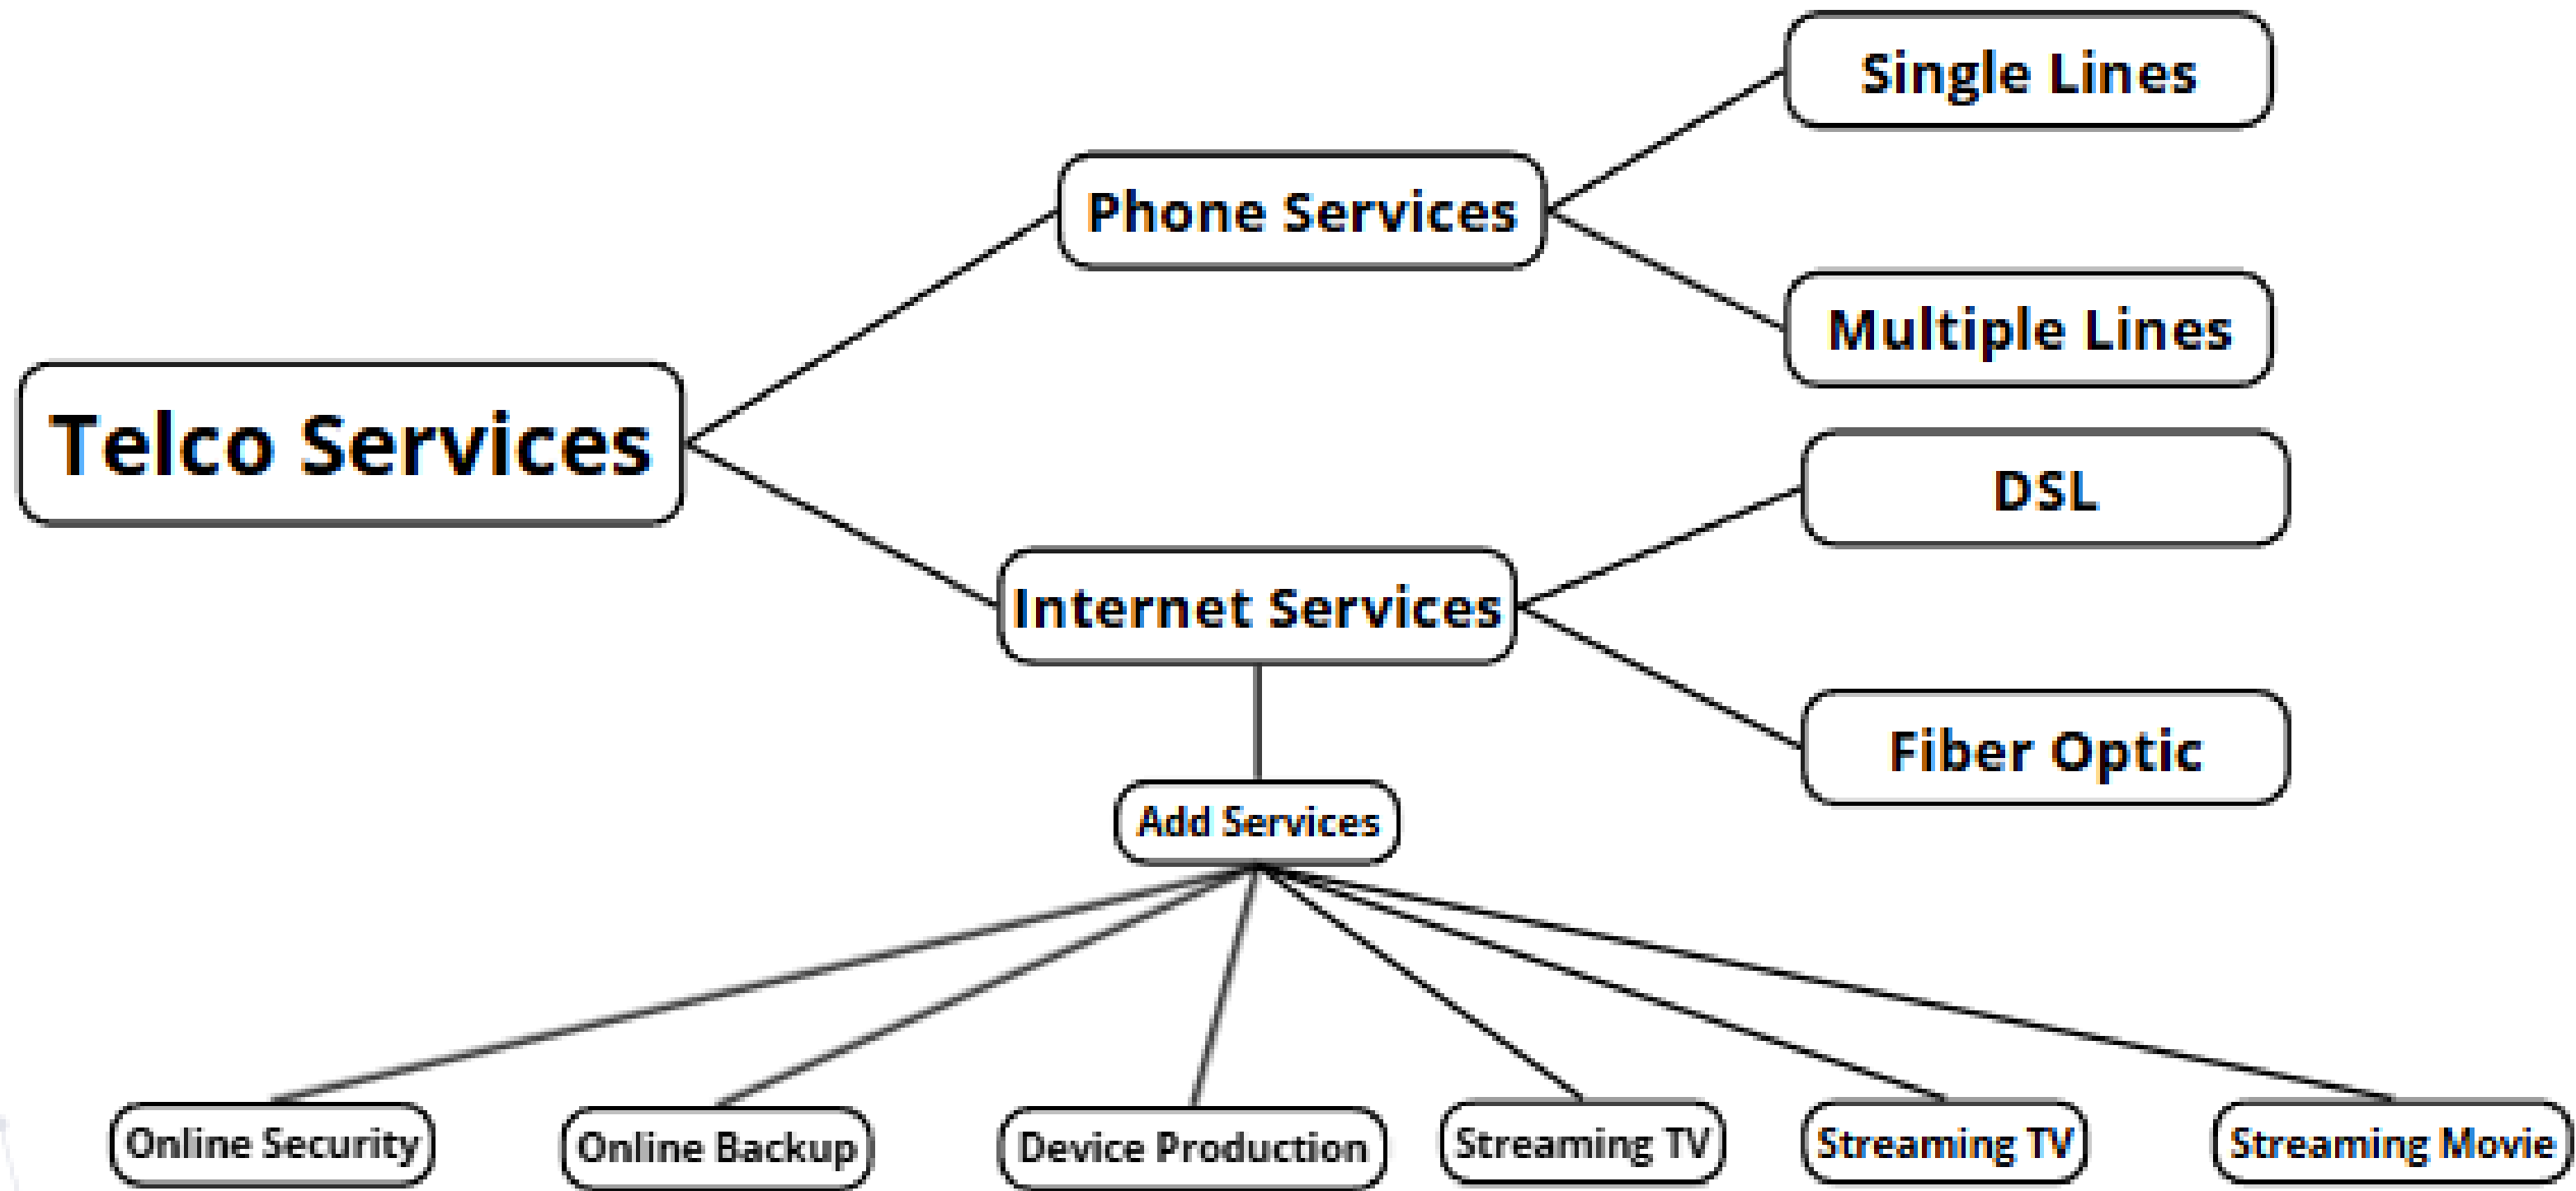 Single Lines
Phone Services
Multiple Lines
Telco Services
DSL
Internet Services
Fiber Optic
Add Services
Online Security
Online Backup
Device Production
Streaming TV
Streaming TV
Streaming Movie